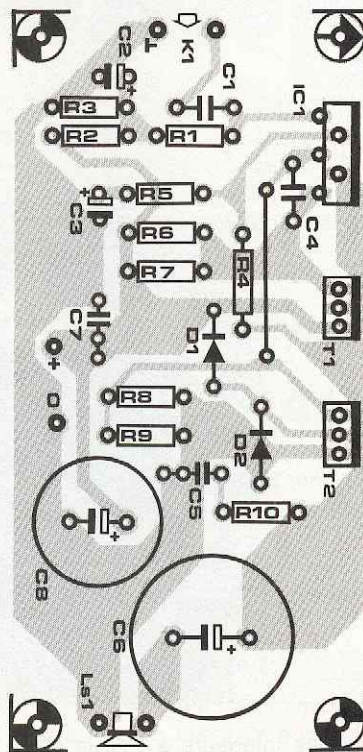 K1
⊥
C2
+
C1
IC1
R3
R2
R1
C4
R5
+
C3
R6
R4
R7
T1
C7
D1
+
0
R8
R9
D2
T2
C5
R10
+
C8
+
C6
Ls1